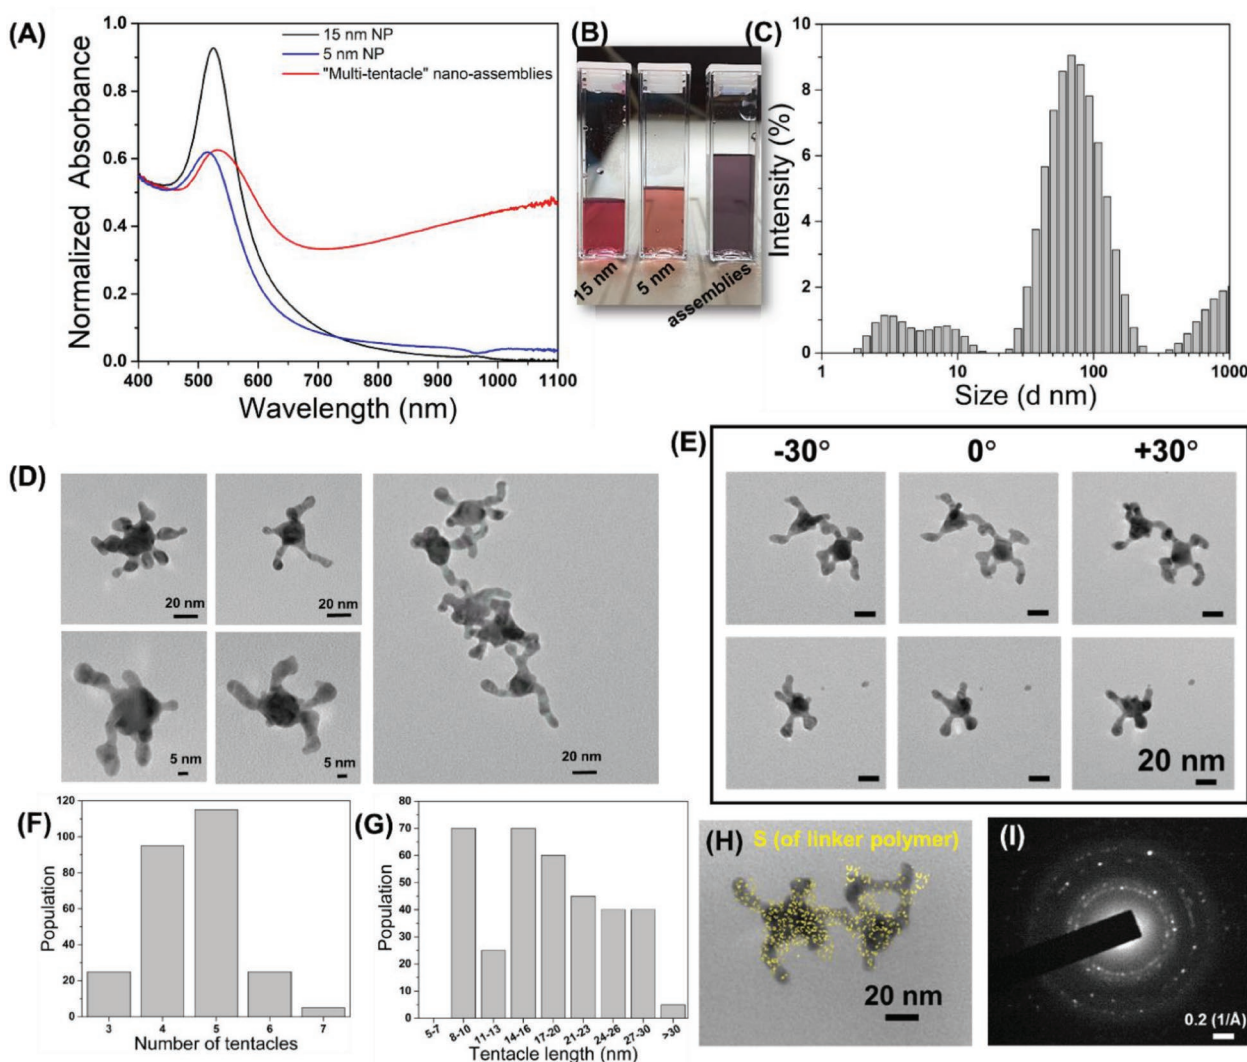 (A)
Normalized Absorbance
1.0
0.8
0.6
0.4
0.2
0.0
400 500 600 700 800 900 1000 1100
Wavelength (nm)
15 nm NP
5 nm NP
"Multi-tentacle" nano-assemblies
(B)
15 nm
5 nm
assemblies
(C)
Intensity (%)
10
8
6
4
2
0
1 10 100 1000
Size (d nm)
(D)
20 nm
20 nm
5 nm
5 nm
20 nm
(E)
-30° 0° +30°
20 nm
(F)
Population
120
100
80
60
40
20
0
3 4 5 6 7
Number of tentacles
(G)
Population
80
70
60
50
40
30
20
10
0
5-7 8-10 11-13 14-16 17-20 21-23 24-26 27-30 >30
Tentacle length (nm)
(H)
S (of linker polymer)
20 nm
(I)
0.2 (1/Å)